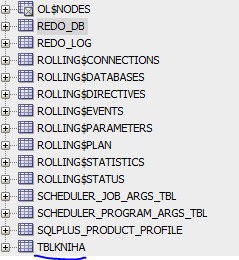 OL$NODES
REDO_DB
REDO_LOG
ROLLING$CONNECTIONS
ROLLING$DATABASES
ROLLING$DIRECTIVES
ROLLING$EVENTS
ROLLING$PARAMETERS
ROLLING$PLAN
ROLLING$STATISTICS
ROLLING$STATUS
SCHEDULER_JOB_ARGS_TBL
SCHEDULER_PROGRAM_ARGS_TBL
SQLPLUS_PRODUCT_PROFILE
TBLKNIHA